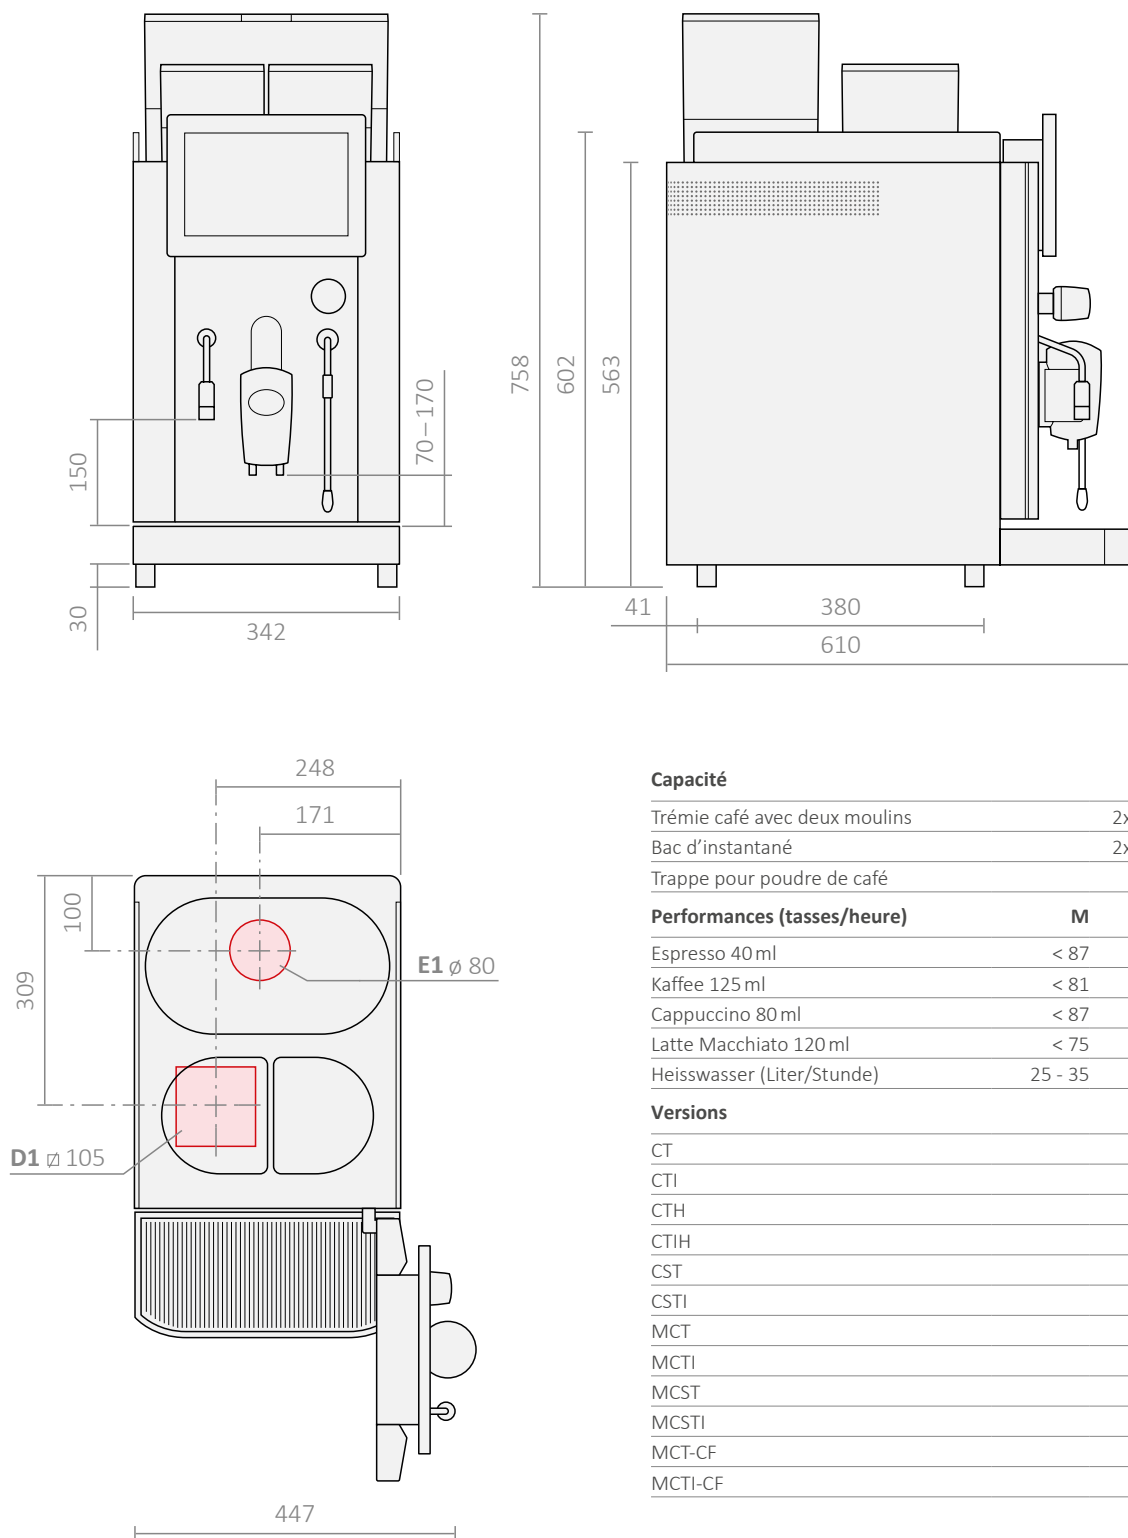 758
602
563
70–170
150
30
342
41
380
610
248
171
100
309
E1 ⌀ 80
D1 ⌀ 105
447
Capacité
Trémie café avec deux moulins 2x
Bac d’instantané 2x
Trappe pour poudre de café
Performances (tasses/heure) M
Espresso 40 ml < 87
Kaffee 125 ml < 81
Cappuccino 80 ml < 87
Latte Macchiato 120 ml < 75
Heisswasser (Liter/Stunde) 25 - 35
Versions
CT
CTI
CTH
CTIH
CST
CSTI
MCT
MCTI
MCST
MCSTI
MCT-CF
MCTI-CF